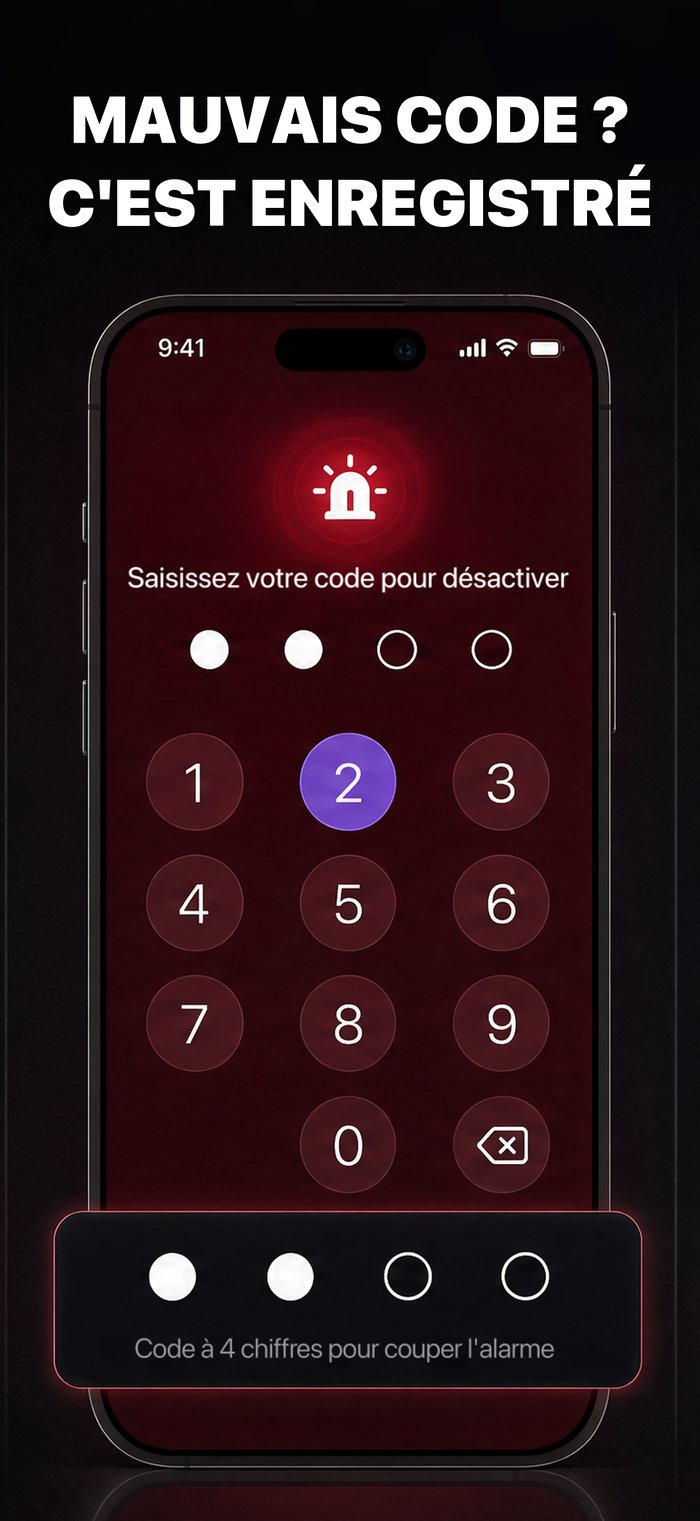 MAUVAIS CODE ?
C'EST ENREGISTRÉ
9:41
Saisissez votre code pour désactiver
1 2 3
4 5 6
7 8 9
0
Code à 4 chiffres pour couper l'alarme